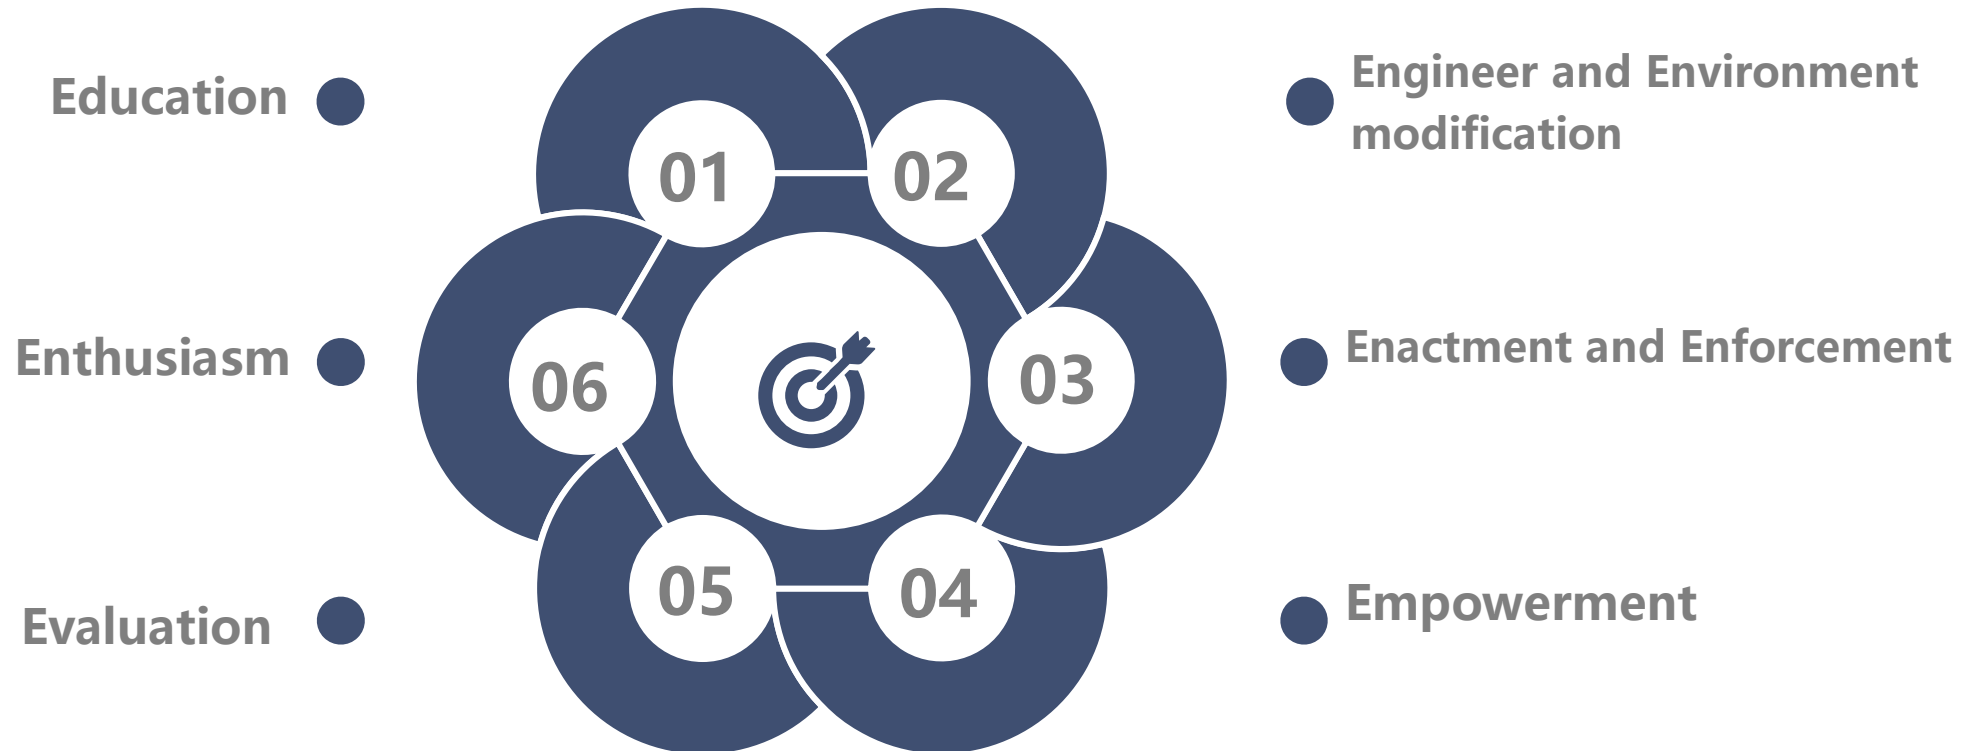 Education
Engineer and Environment
modification
01
02
Enthusiasm
Enactment and Enforcement
06
03
Evaluation
Empowerment
05
04